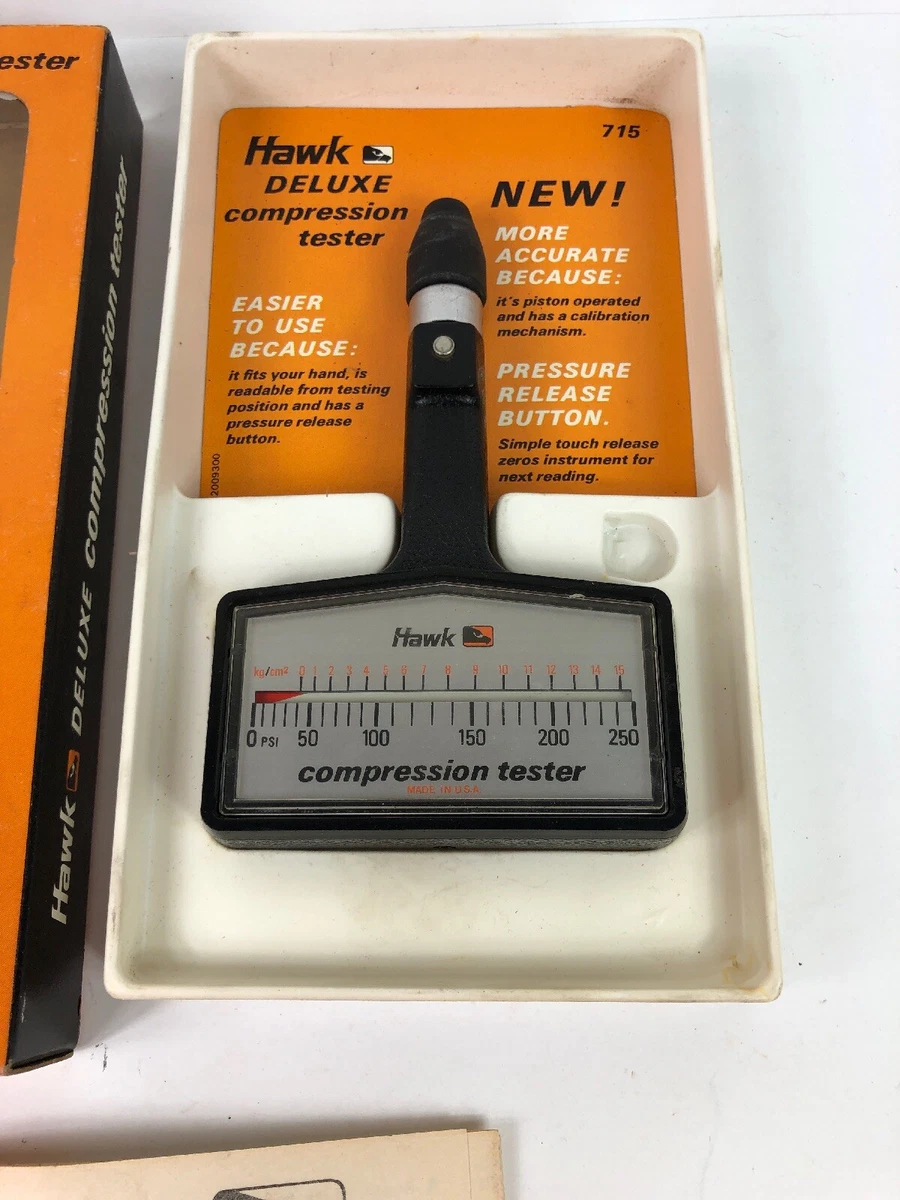 ester
Hawk DELUXE compression tester
715
Hawk
DELUXE
compression
tester
EASIER
TO USE
BECAUSE:
it fits your hand, is
readable from testing
position and has a
pressure release
button.
2009300
NEW!
MORE
ACCURATE
BECAUSE:
it's piston operated
and has a calibration
mechanism.
PRESSURE
RELEASE
BUTTON.
Simple touch release
zeros instrument for
next reading.
Hawk
kg/cm² 0 1 2 3 4 5 6 7 8 9 10 11 12 13 14 15
0 PSI 50 100 150 200 250
compression tester
MADE IN U.S.A.